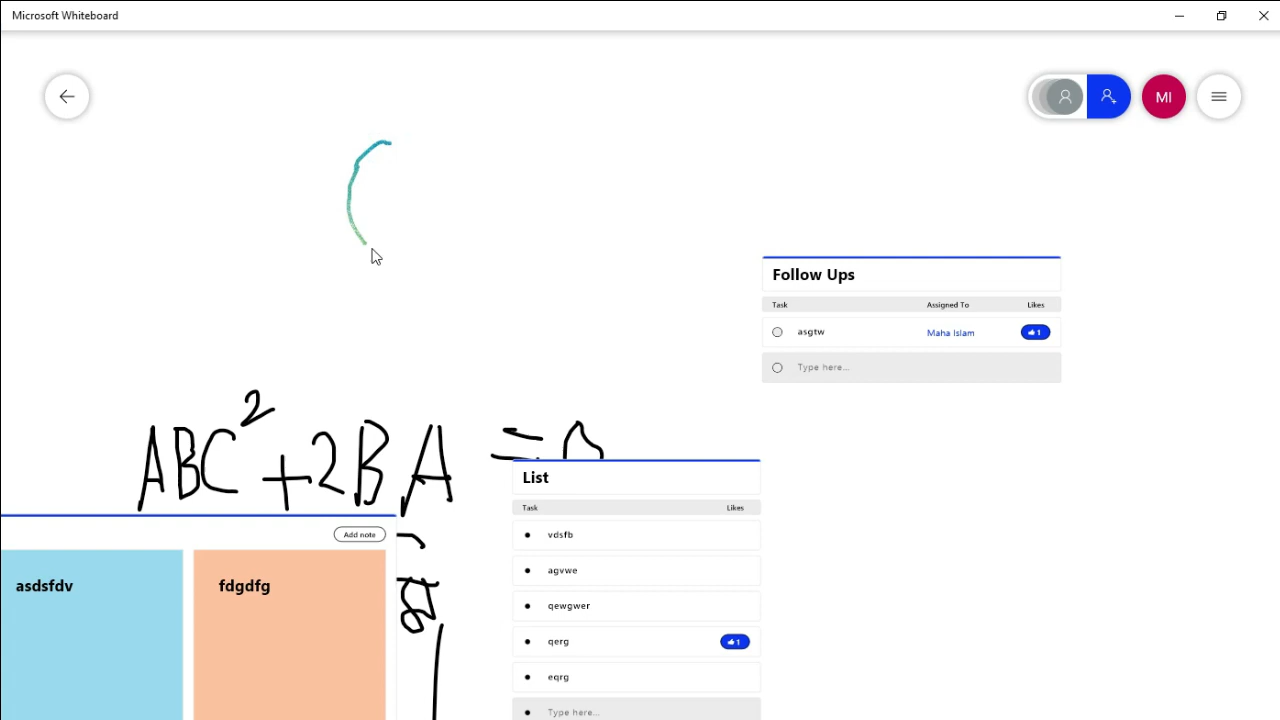 Microsoft Whiteboard
MI
Follow Ups
Task Assigned To Likes
asgtw Maha Islam 1
Type here...
ABC² + 2BA =
List
Task Likes
vdsfb
agvwe
qewgwer
qerg 1
eqrg
Type here...
Add note
asdsfdv fdgdfg